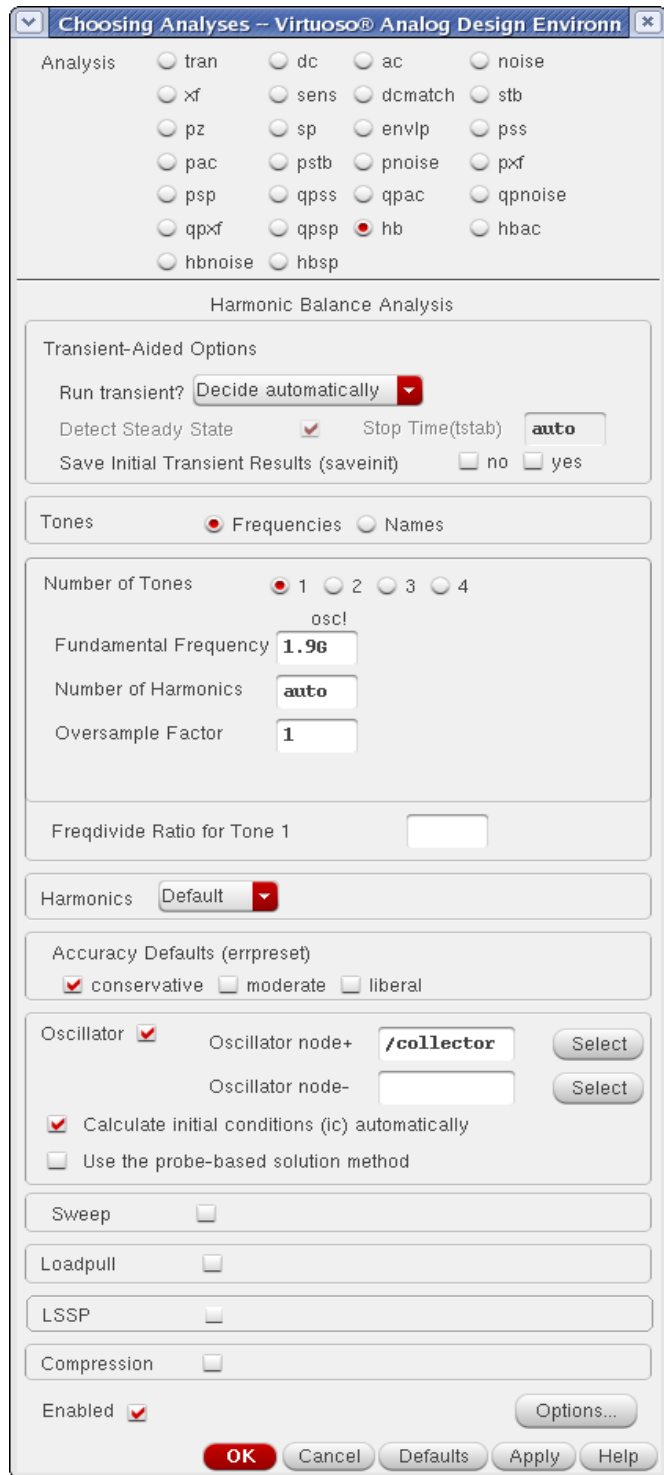 Choosing Analyses -- Virtuoso® Analog Design Environn
Analysis tran dc ac noise
xf sens dcmatch stb
pz sp envlp pss
pac pstb pnoise pxf
psp qpss qpac qpnoise
qpxf qpsp hb hbac
hbnoise hbsp
Harmonic Balance Analysis
Transient-Aided Options
Run transient? Decide automatically
Detect Steady State Stop Time(tstab) auto
Save Initial Transient Results (saveinit) no yes
Tones Frequencies Names
Number of Tones 1 2 3 4
osc!
Fundamental Frequency 1.9G
Number of Harmonics auto
Oversample Factor 1
Freqdivide Ratio for Tone 1
Harmonics Default
Accuracy Defaults (errpreset)
conservative moderate liberal
Oscillator Oscillator node+ /collector Select
Oscillator node- Select
Calculate initial conditions (ic) automatically
Use the probe-based solution method
Sweep
Loadpull
LSSP
Compression
Enabled Options...
OK Cancel Defaults Apply Help